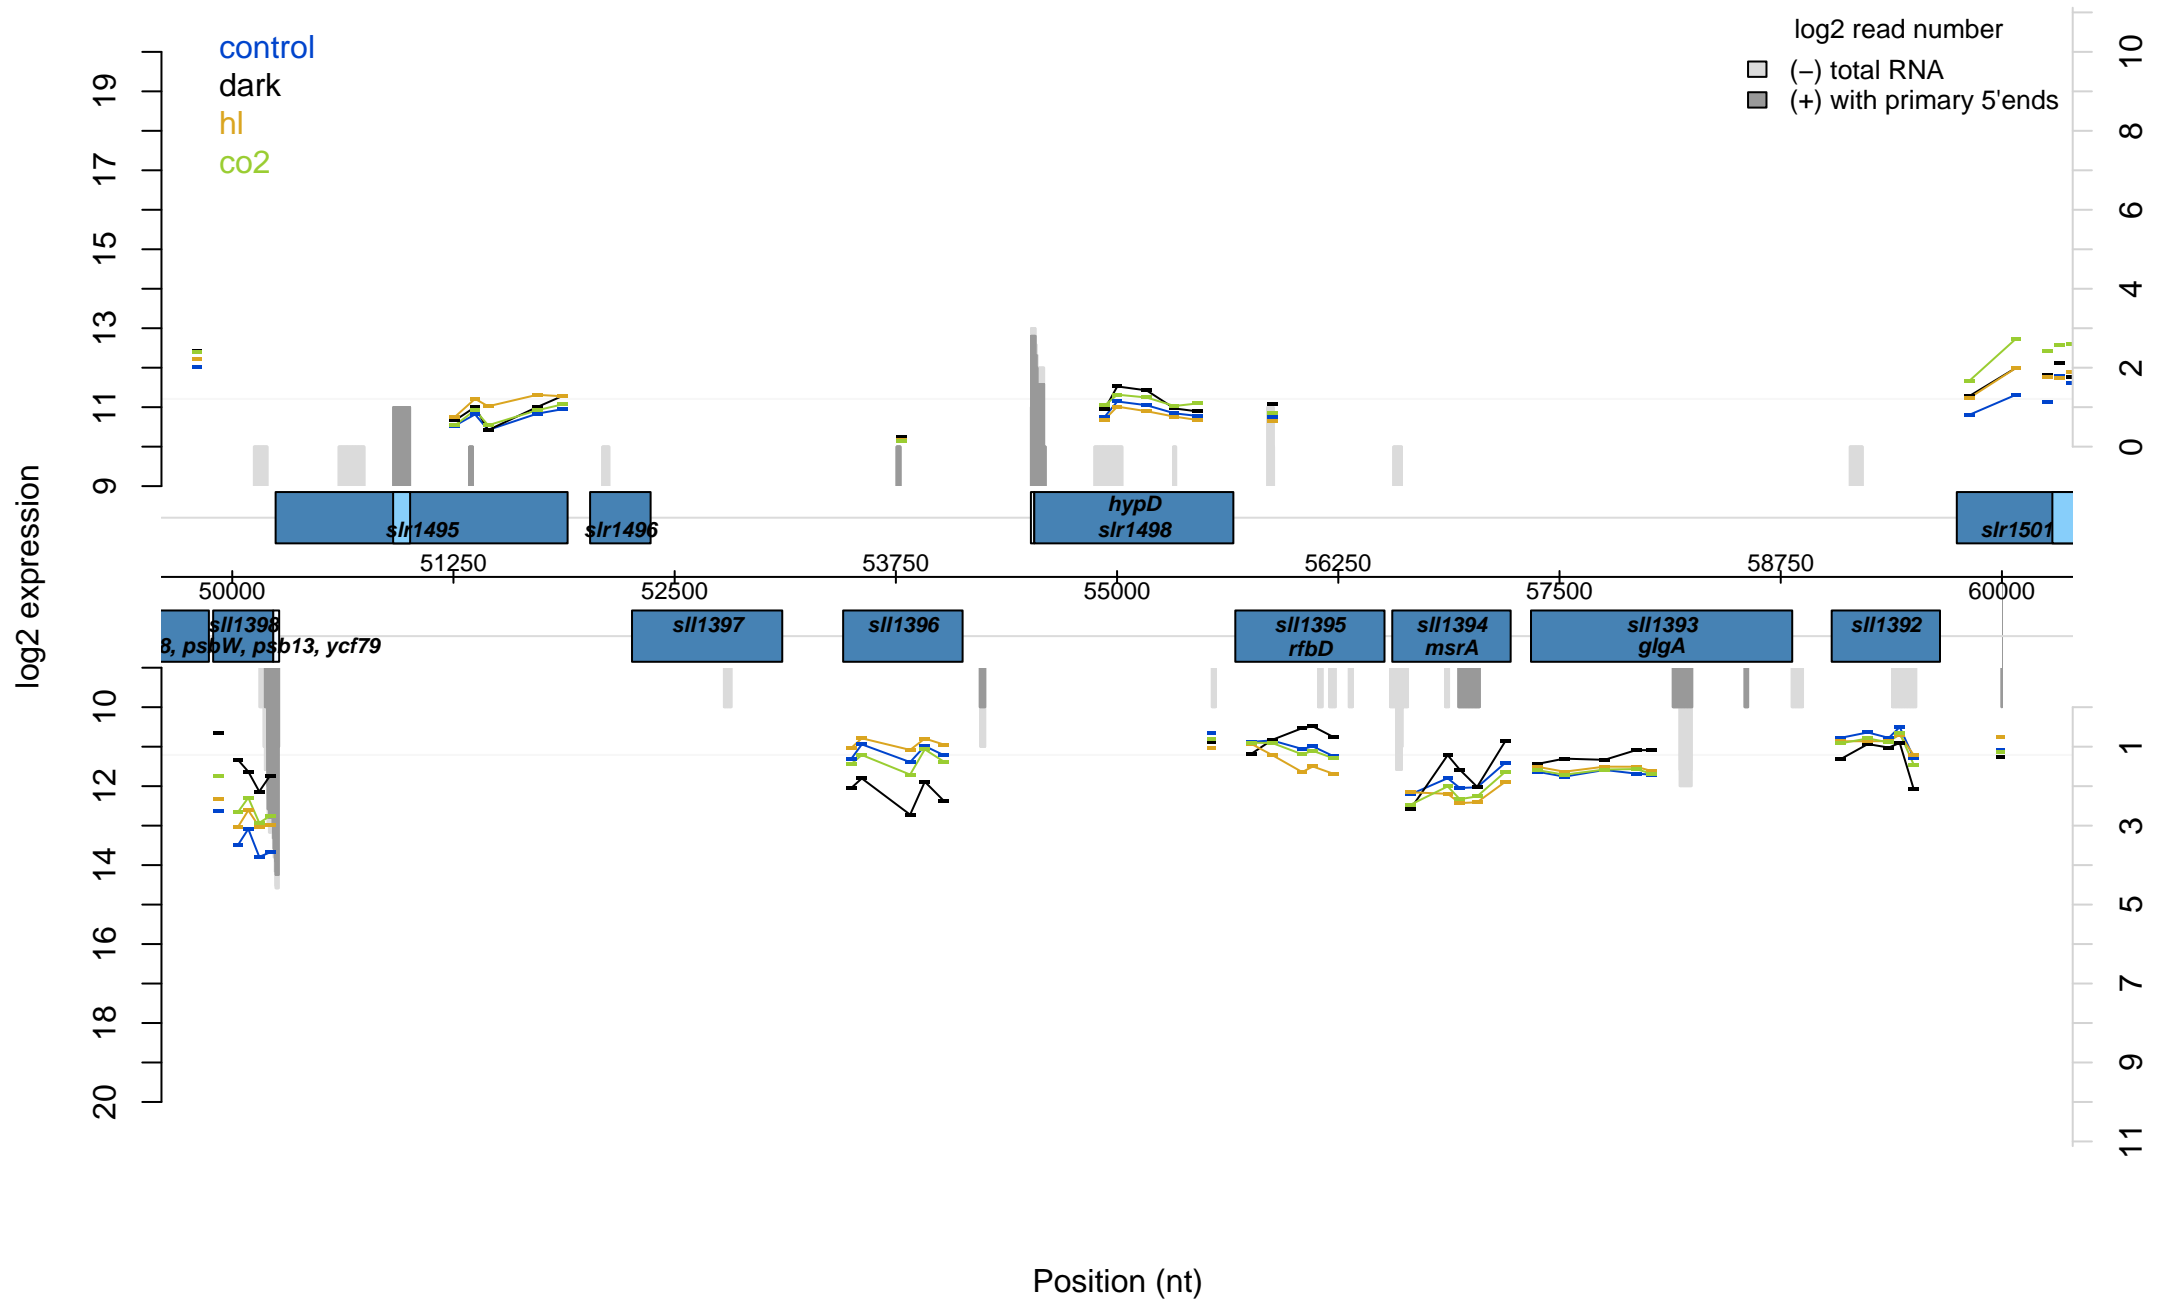 control
dark
hl
co2
log2 read number
(−) total RNA
(+) with primary 5'ends
19
17
15
13
11
9
10
8
6
4
2
0
log2 expression
hypD
slr1495
slr1496
slr1498
slr1501
51250
53750
56250
58750
50000
52500
55000
57500
60000
sll1398
sll1397
sll1396
sll1395
sll1394
sll1393
sll1392
8, psbW, psb13, ycf79
rfbD
msrA
glgA
10
12
14
16
18
20
1
3
5
7
9
11
Position (nt)